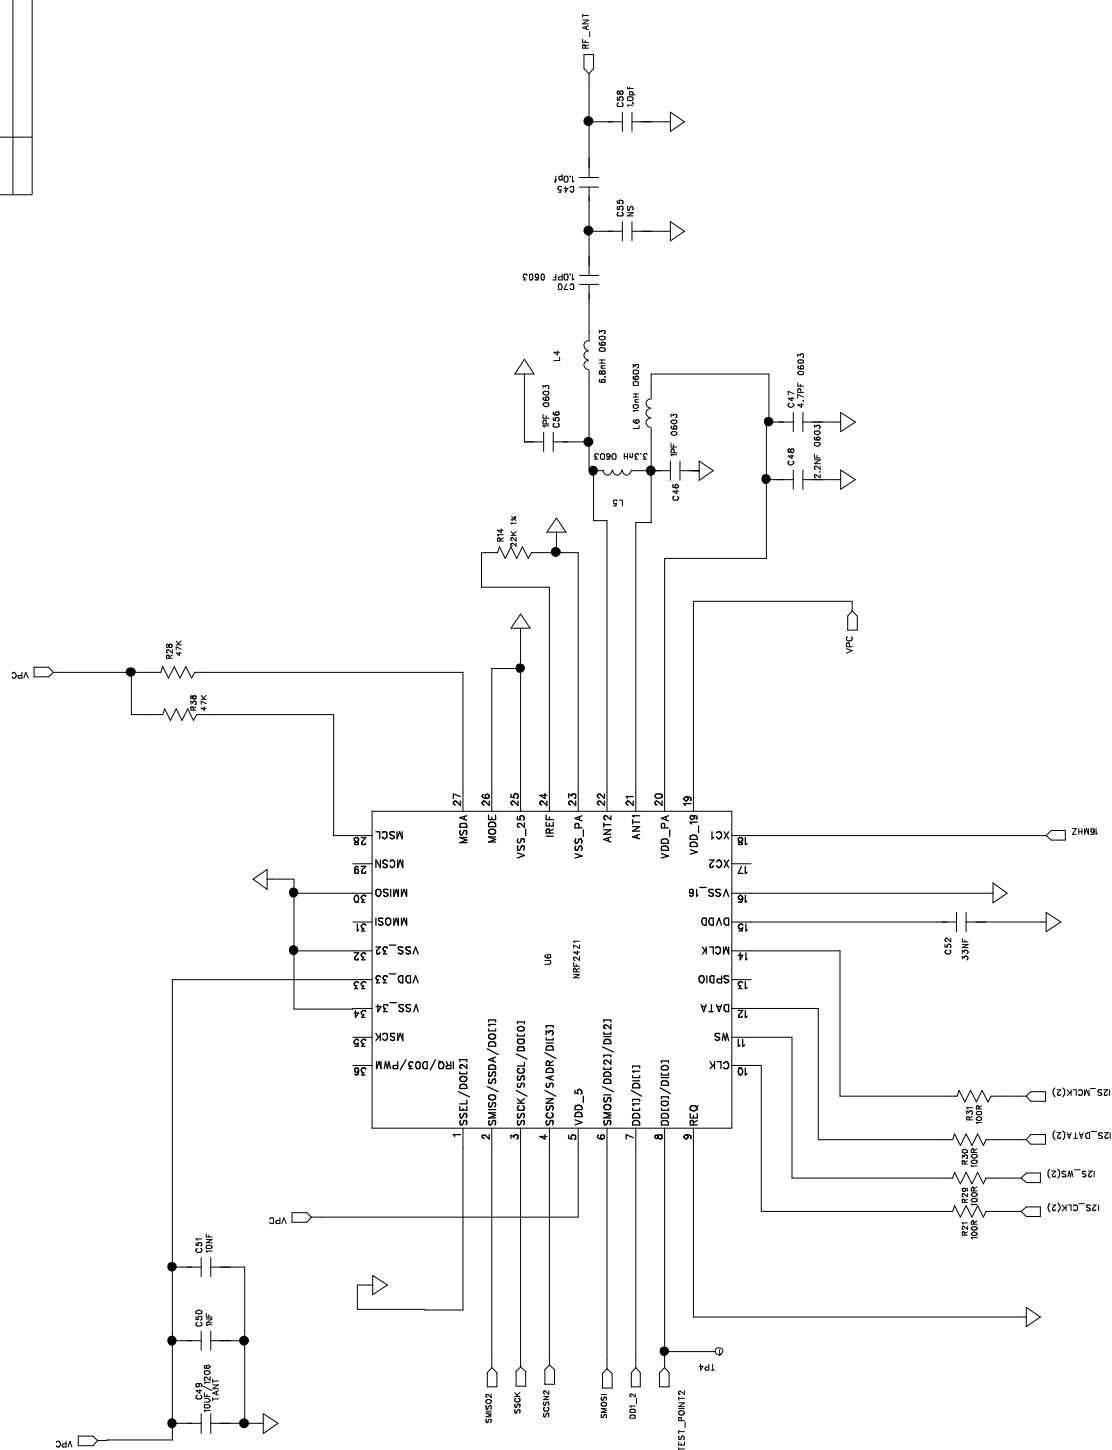 RF_ANT
C58
1.0pf
1.0pf
C45
C55
NS
1.0PF 0603
C70
L4
6.8nH 0603
1PF 0603
C56
L6 10nH 0603
3.3nH 0603
L5
1PF 0603
C46
C47
4.7PF 0603
C48
2.2NF 0603
R14
22K 1%
VPC
VPC
R28
47K
R38
47K
27
26
25
24
23
22
21
20
19
MSDA
MODE
VSS_25
IREF
VSS_PA
ANT2
ANT1
VDD_PA
VDD_19
28
MSCL
29
MCSN
30
MMISO
31
MMOSI
32
VSS_32
33
VDD_33
34
VSS_34
35
MSCK
36
IRQ/DO3/PWM
XC1
18
16MHZ
XC2
17
VSS_16
16
DVDD
15
C52
33NF
MCLK
14
SPDIO
13
DATA
12
WS
11
CLK
10
U6
NRF24Z1
SSEL/DO[2]
SMISO/SSDA/DO[1]
SSCK/SSCL/DO[0]
SCSN/SADR/DI[3]
VDD_5
SMOSI/DD[2]/DI[2]
DD[1]/DI[1]
DD[0]/DI[0]
REQ
1
2
3
4
5
6
7
8
9
R31
100R
I2S_MCLK(2)
R30
100R
I2S_DATA(2)
R29
100R
I2S_WS(2)
R21
100R
I2S_CLK(2)
VPC
C51
10NF
C50
1NF
C49
10UF/1206
TANT
VPC
SMISO2
SSCK
SCSN2
SMOSI
DD1_2
TEST_POINT2
TP4
1